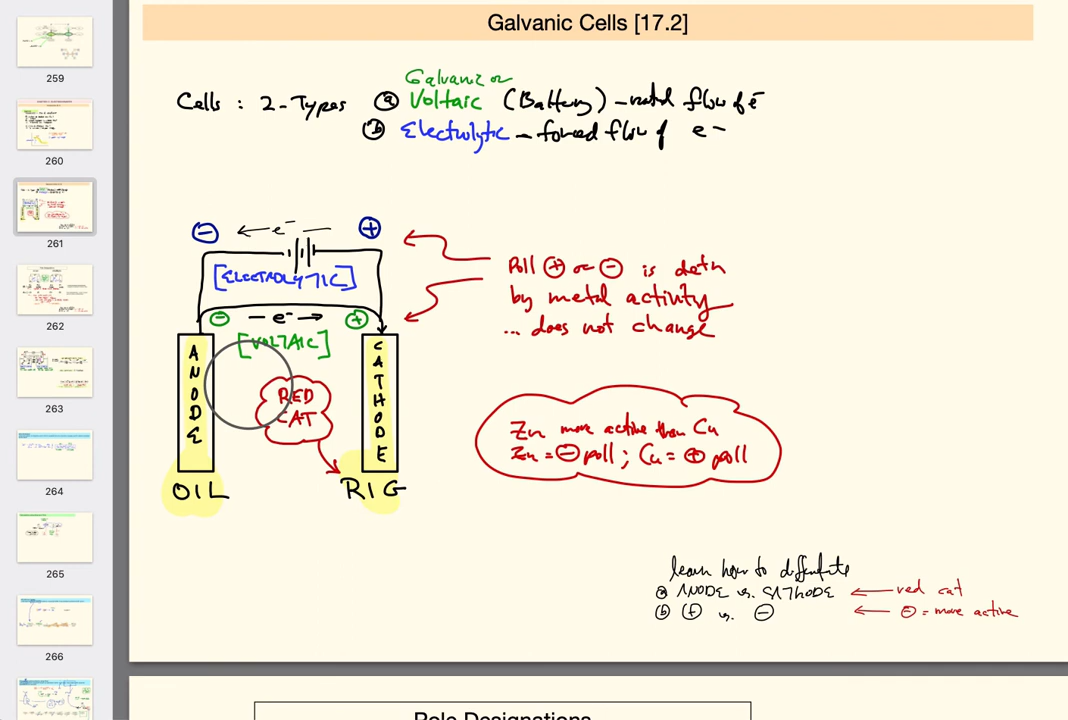 259
260
261
262
263
264
265
266
Galvanic Cells [17.2]
Galvanic or
Cells : 2-Types ⓐ Voltaic (Battery) - natl flow of e-
ⓑ Electrolytic - forced flow of e-
⊖ ← e- — ⊕
[ELECTROLYTIC]
⊖ — e- → ⊕
[VOLTAIC]
ANODE
CATHODE
RED
CAT
OIL
RIG
Poll ⊕ or ⊖ is detn
by metal activity
... does not change
Zn more active than Cu
Zn = ⊖ poll ; Cu = ⊕ poll
learn how to
ⓐ ANODE vs. CATHODE ← red cat
ⓑ ⊕ vs. ⊖ ← ⊖ = more active
Pole Designations